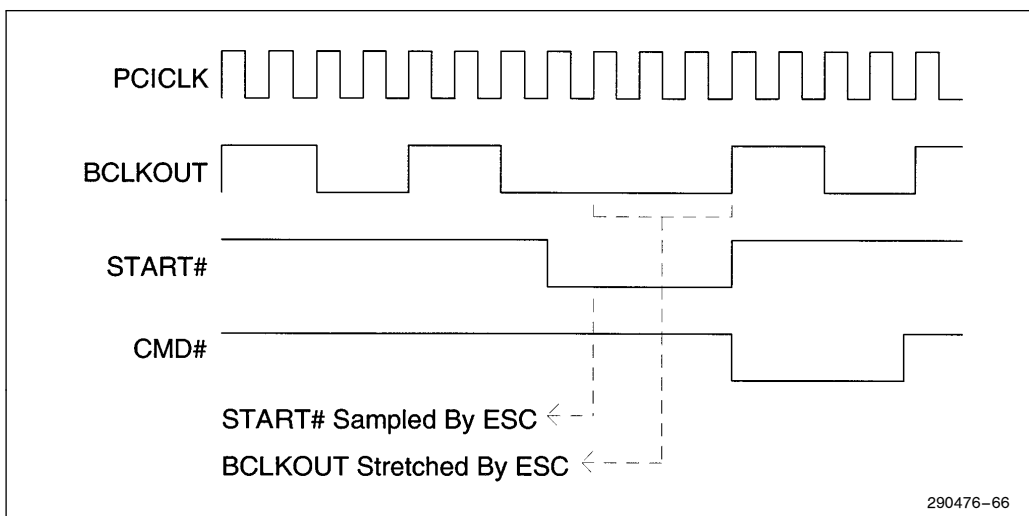 PCICLK
BCLKOUT
START#
CMD#
START# Sampled By ESC
BCLKOUT Stretched By ESC
290476–66